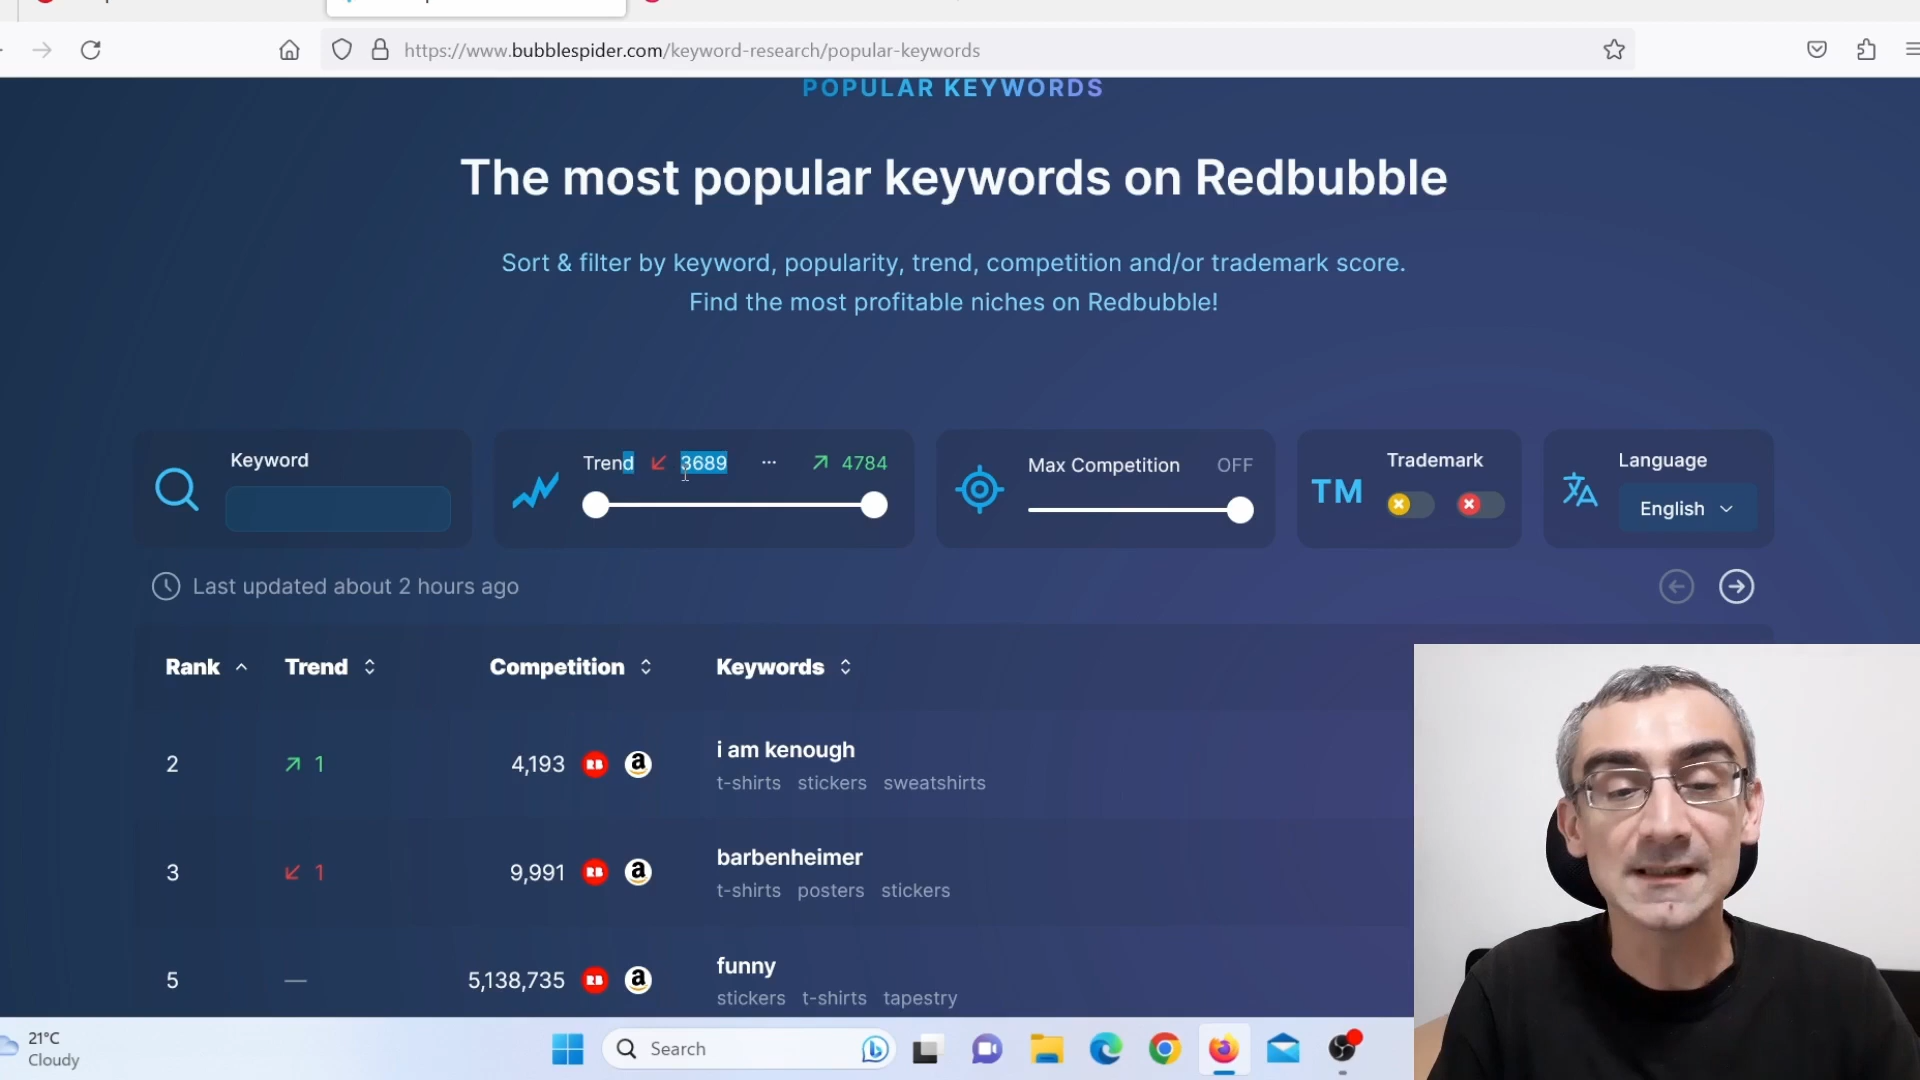 https://www.bubblespider.com/keyword-research/popular-keywords
POPULAR KEYWORDS
The most popular keywords on Redbubble
Sort & filter by keyword, popularity, trend, competition and/or trademark score.
Find the most profitable niches on Redbubble!
Keyword
Trend 3689 ... 4784
Max Competition OFF
TM Trademark
Language
English
Last updated about 2 hours ago
Rank Trend Competition Keywords
2 1 4,193 RB a i am kenough
t-shirts stickers sweatshirts
3 1 9,991 RB a barbenheimer
t-shirts posters stickers
5 — 5,138,735 RB a funny
stickers t-shirts tapestry
21°C
Cloudy
Search